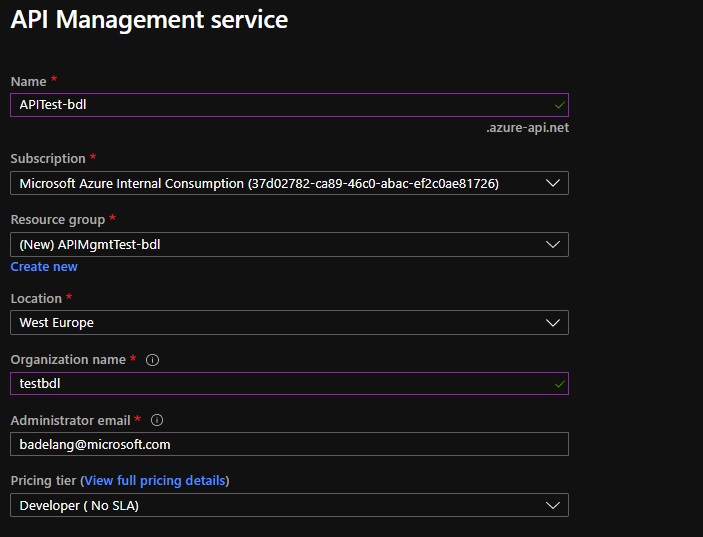 API Management service
Name *
APITest-bdl
.azure-api.net
Subscription *
Microsoft Azure Internal Consumption (37d02782-ca89-46c0-abac-ef2c0ae81726)
Resource group *
(New) APIMgmtTest-bdl
Create new
Location *
West Europe
Organization name *
testbdl
Administrator email *
badelang@microsoft.com
Pricing tier (View full pricing details)
Developer ( No SLA)